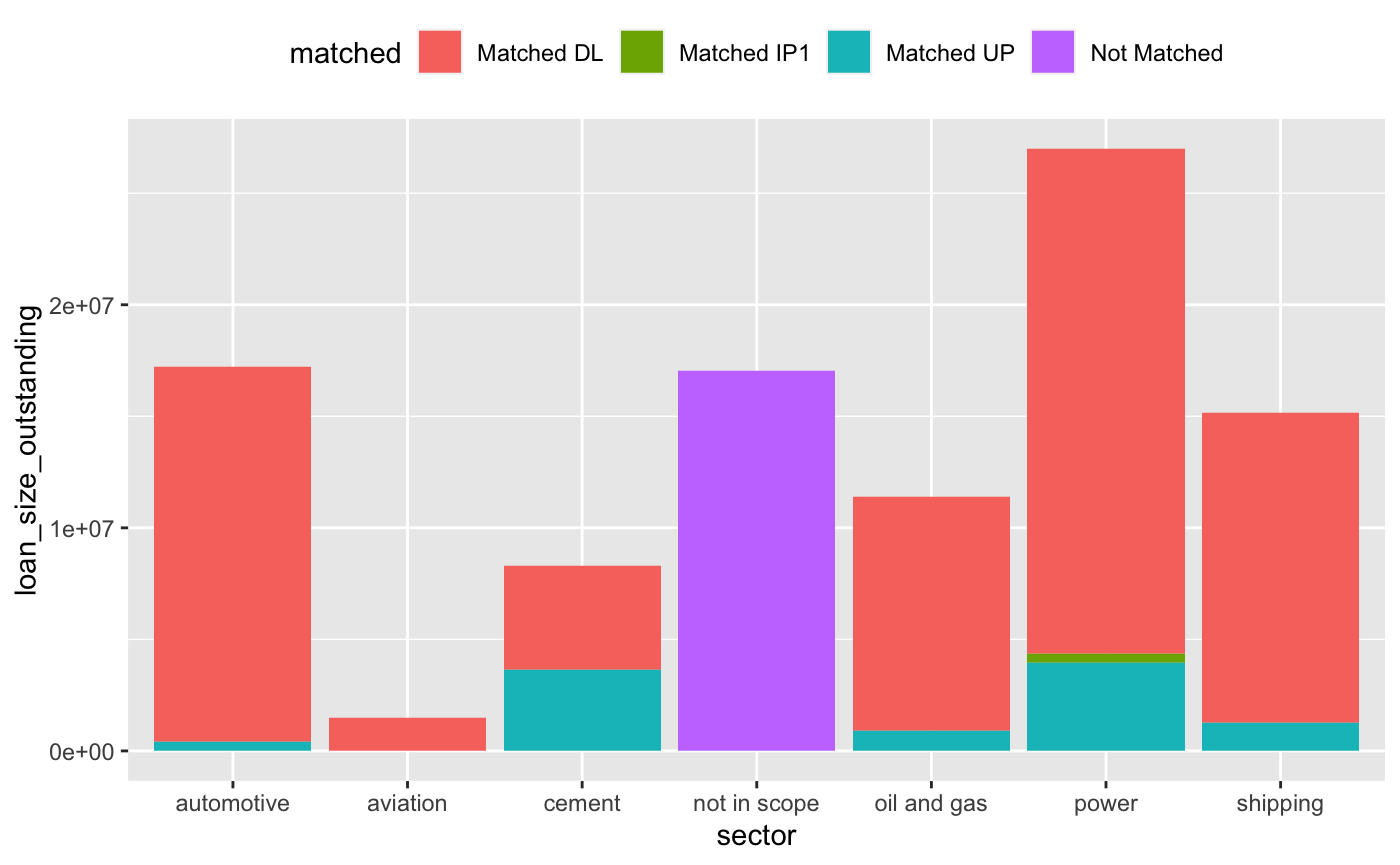 matched Matched DL Matched IP1 Matched UP Not Matched
loan_size_outstanding
2e+07
1e+07
0e+00
automotive aviation cement not in scope oil and gas power shipping
sector